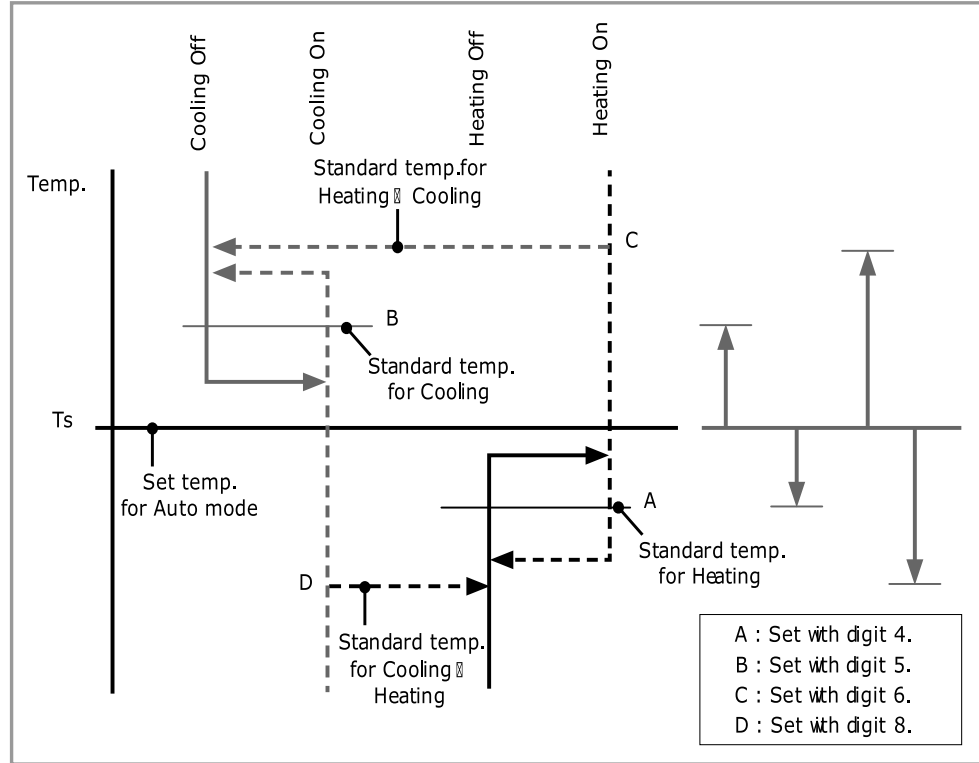 Cooling Off
Cooling On
Heating Off
Heating On
Temp.
Standard temp.for
Heating Cooling
C
B
Standard temp.
for Cooling
Ts
Set temp.
for Auto mode
A
Standard temp.
for Heating
D
Standard temp.
for Cooling
Heating
A : Set with digit 4.
B : Set with digit 5.
C : Set with digit 6.
D : Set with digit 8.